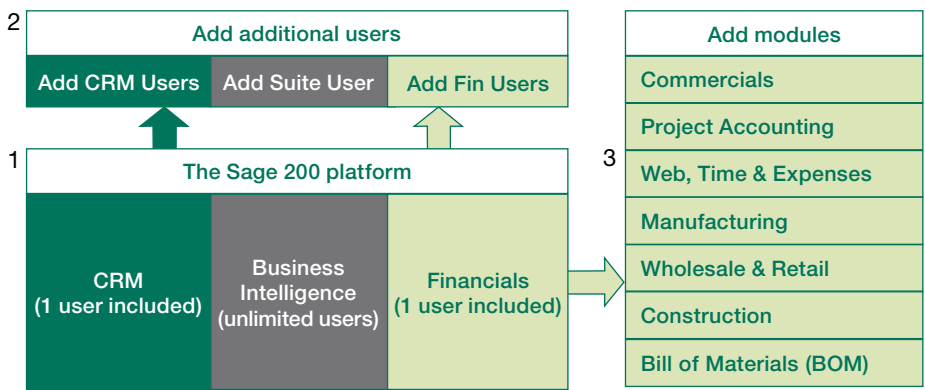 2
Add additional users
Add CRM Users
Add Suite User
Add Fin Users
1
The Sage 200 platform
CRM
(1 user included)
Business
Intelligence
(unlimited users)
Financials
(1 user included)
3
Add modules
Commercials
Project Accounting
Web, Time & Expenses
Manufacturing
Wholesale & Retail
Construction
Bill of Materials (BOM)